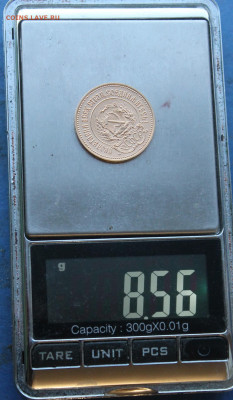 COINS.LAVE.RU
g
8.56
Capacity : 300gX0.01g
TARE UNIT PCS